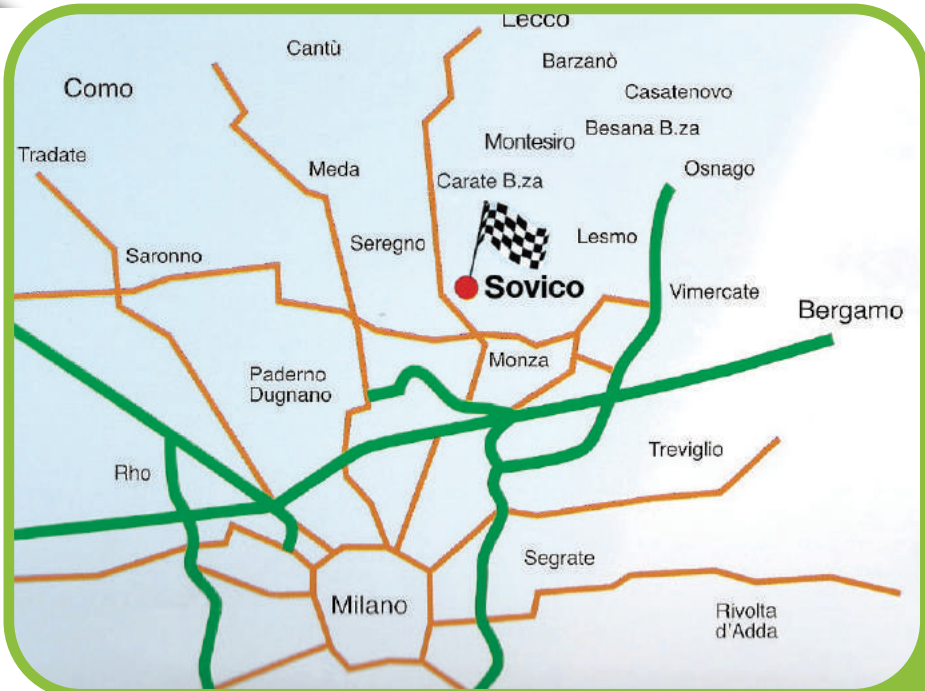 Lecco
Cantù
Barzanò
Como
Casatenovo
Besana B.za
Montesiro
Tradate
Meda
Osnago
Carate B.za
Lesmo
Seregno
Saronno
Sovico
Vimercate
Bergamo
Monza
Paderno
Dugnano
Treviglio
Rho
Segrate
Milano
Rivolta
d'Adda